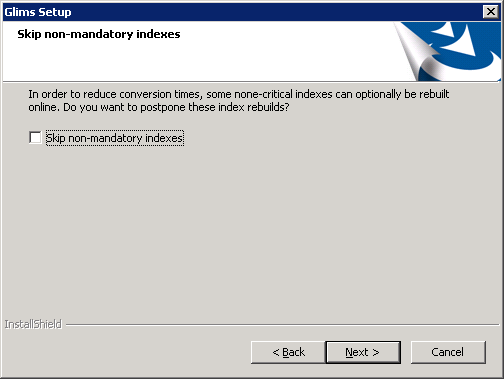 Glims Setup
Skip non-mandatory indexes
In order to reduce conversion times, some none-critical indexes can optionally be rebuilt
online. Do you want to postpone these index rebuilds?
Skip non-mandatory indexes
InstallShield
< Back
Next >
Cancel